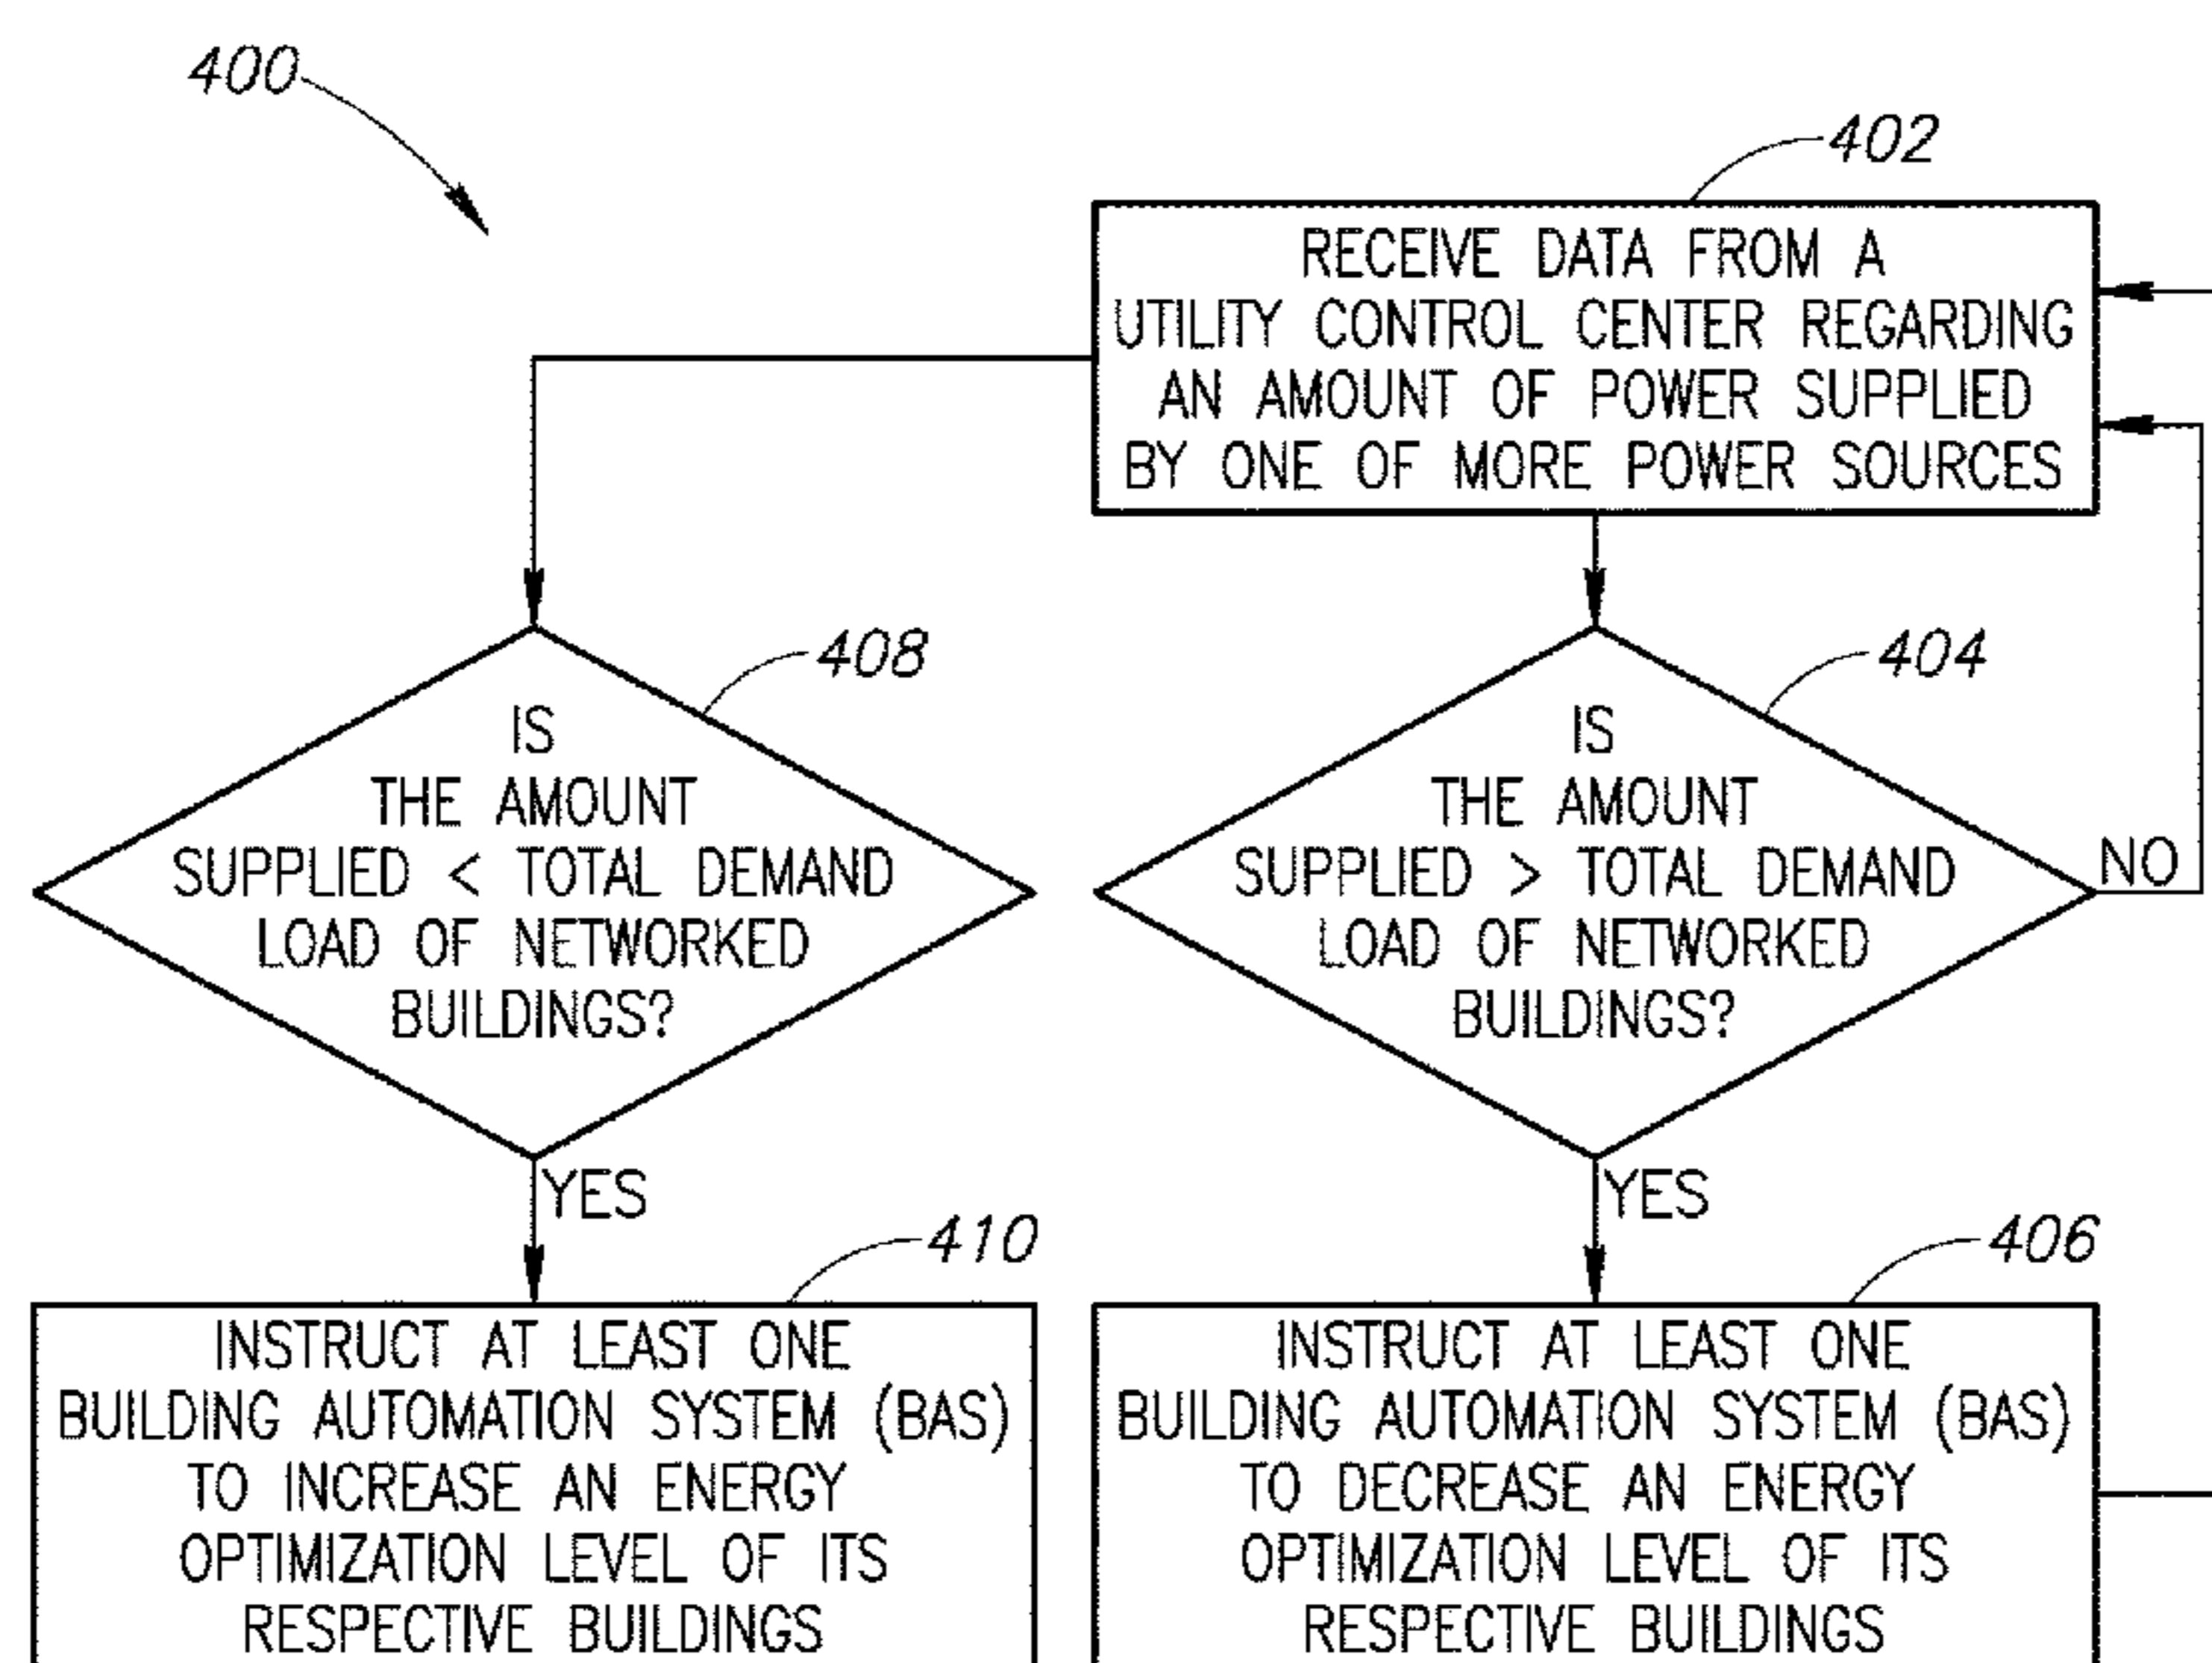 400
402
RECEIVE DATA FROM A
UTILITY CONTROL CENTER REGARDING
AN AMOUNT OF POWER SUPPLIED
BY ONE OF MORE POWER SOURCES
408
IS
THE AMOUNT
SUPPLIED < TOTAL DEMAND
LOAD OF NETWORKED
BUILDINGS?
YES
404
IS
THE AMOUNT
SUPPLIED > TOTAL DEMAND
LOAD OF NETWORKED
BUILDINGS?
NO
YES
410
INSTRUCT AT LEAST ONE
BUILDING AUTOMATION SYSTEM (BAS)
TO INCREASE AN ENERGY
OPTIMIZATION LEVEL OF ITS
RESPECTIVE BUILDINGS
406
INSTRUCT AT LEAST ONE
BUILDING AUTOMATION SYSTEM (BAS)
TO DECREASE AN ENERGY
OPTIMIZATION LEVEL OF ITS
RESPECTIVE BUILDINGS